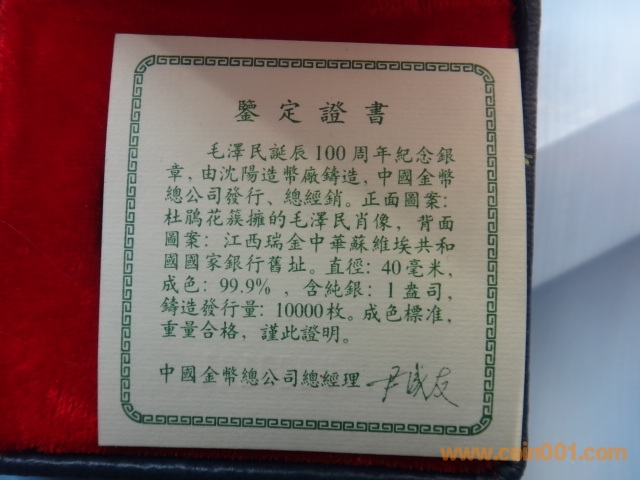 鑒定證書
毛澤民誕辰100周年紀念銀
章，由沈陽造幣廠鑄造，中國金幣
總公司發行、總經銷。正面圖案：
杜鵑花簇擁的毛澤民肖像，背面
圖案：江西瑞金中華蘇維埃共和
國國家銀行舊址。直徑：40毫米，
成色：99.9%，含純銀：1盎司，
鑄造發行量：10000枚。成色標准，
重量合格，謹此證明。
中國金幣總公司總經理
www.coin001.com